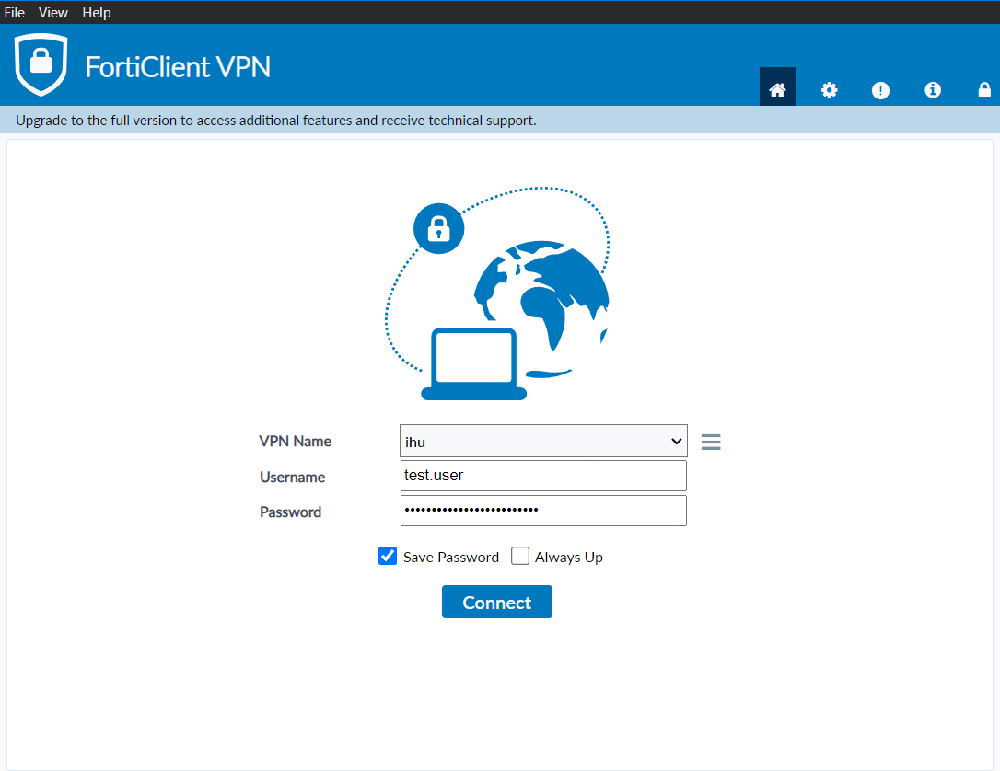 File View Help
FortiClient VPN
Upgrade to the full version to access additional features and receive technical support.
VPN Name ihu
Username test.user
Password •••••••••••••••••••••••••
Save Password Always Up
Connect